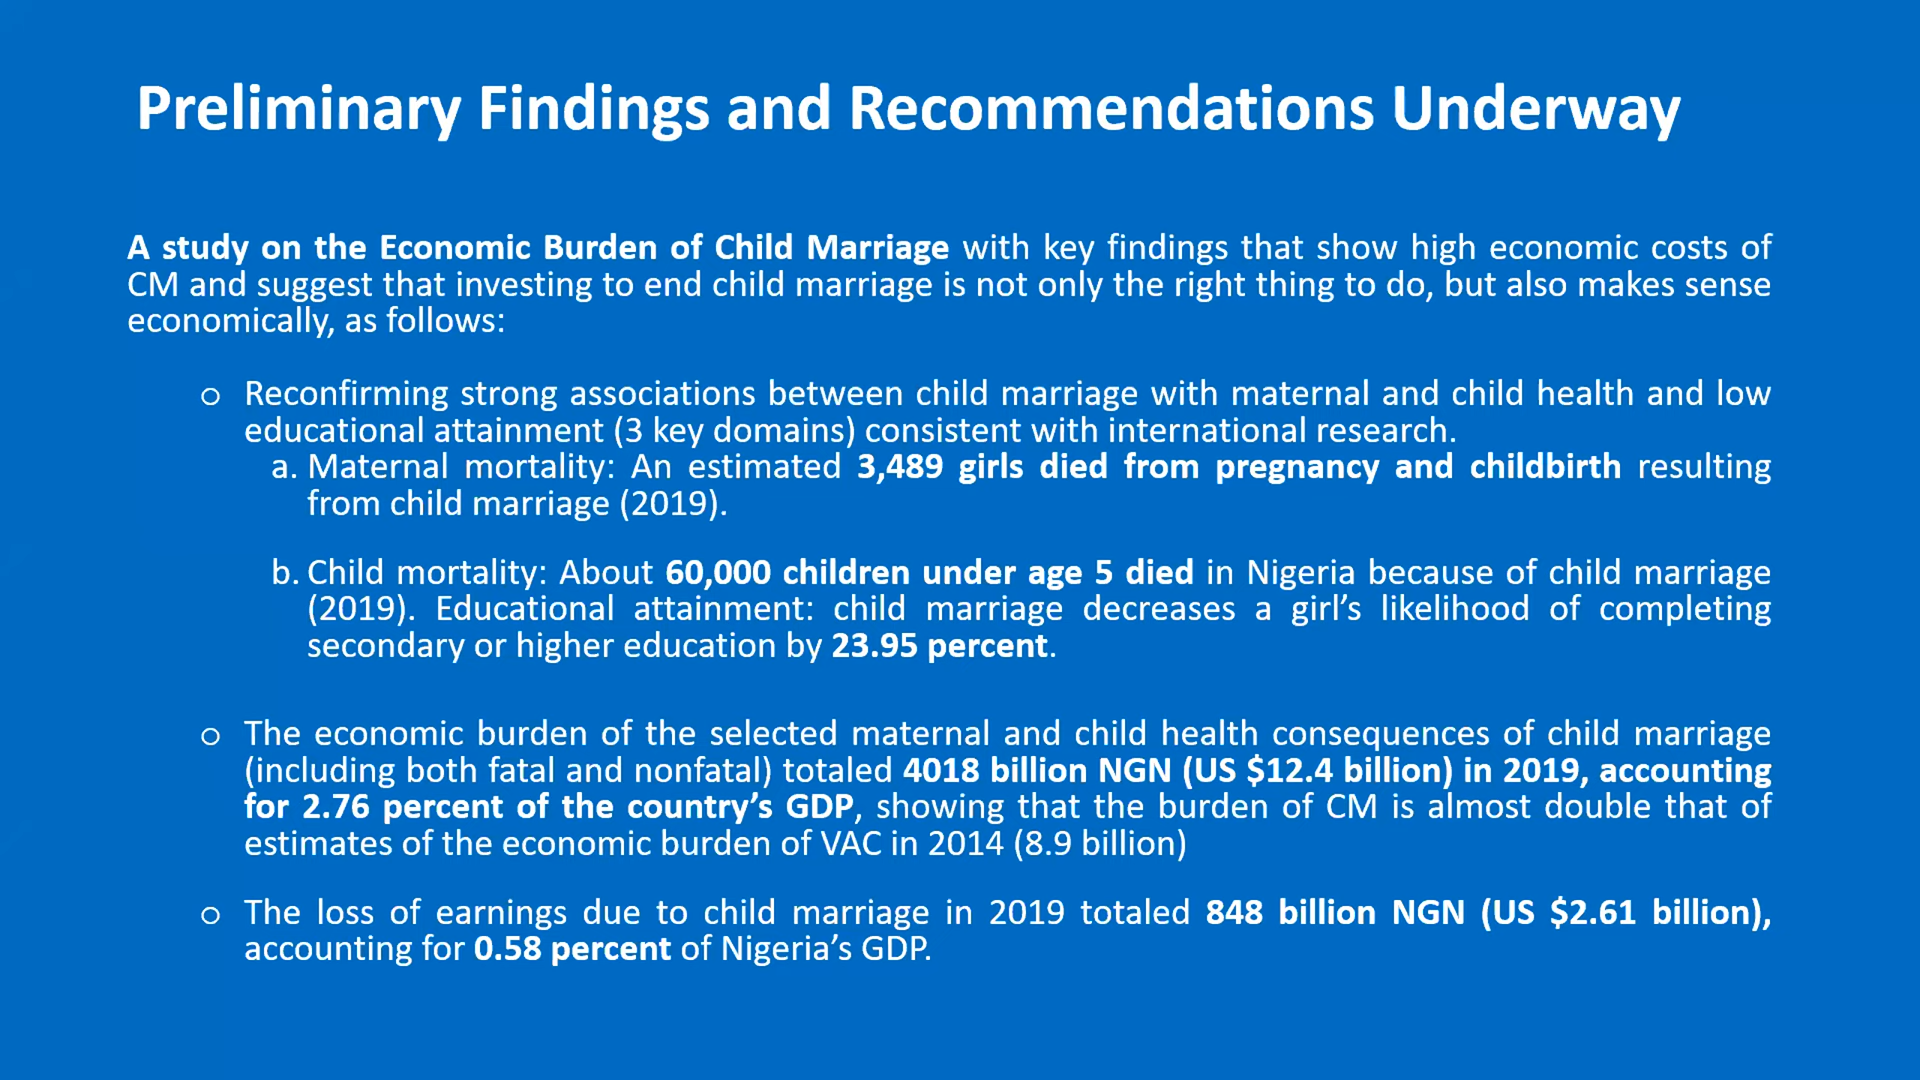 Preliminary Findings and Recommendations Underway
A study on the Economic Burden of Child Marriage with key findings that show high economic costs of
CM and suggest that investing to end child marriage is not only the right thing to do, but also makes sense
economically, as follows:
o Reconfirming strong associations between child marriage with maternal and child health and low
educational attainment (3 key domains) consistent with international research.
a. Maternal mortality: An estimated 3,489 girls died from pregnancy and childbirth resulting
from child marriage (2019).
b. Child mortality: About 60,000 children under age 5 died in Nigeria because of child marriage
(2019). Educational attainment: child marriage decreases a girl’s likelihood of completing
secondary or higher education by 23.95 percent.
o The economic burden of the selected maternal and child health consequences of child marriage
(including both fatal and nonfatal) totaled 4018 billion NGN (US $12.4 billion) in 2019, accounting
for 2.76 percent of the country’s GDP, showing that the burden of CM is almost double that of
estimates of the economic burden of VAC in 2014 (8.9 billion)
o The loss of earnings due to child marriage in 2019 totaled 848 billion NGN (US $2.61 billion),
accounting for 0.58 percent of Nigeria’s GDP.